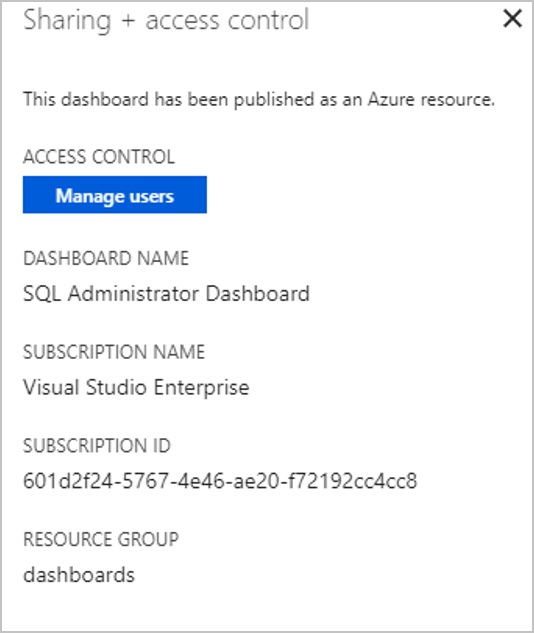 Sharing + access control
This dashboard has been published as an Azure resource.
ACCESS CONTROL
Manage users
DASHBOARD NAME
SQL Administrator Dashboard
SUBSCRIPTION NAME
Visual Studio Enterprise
SUBSCRIPTION ID
601d2f24-5767-4e46-ae20-f72192cc4cc8
RESOURCE GROUP
dashboards